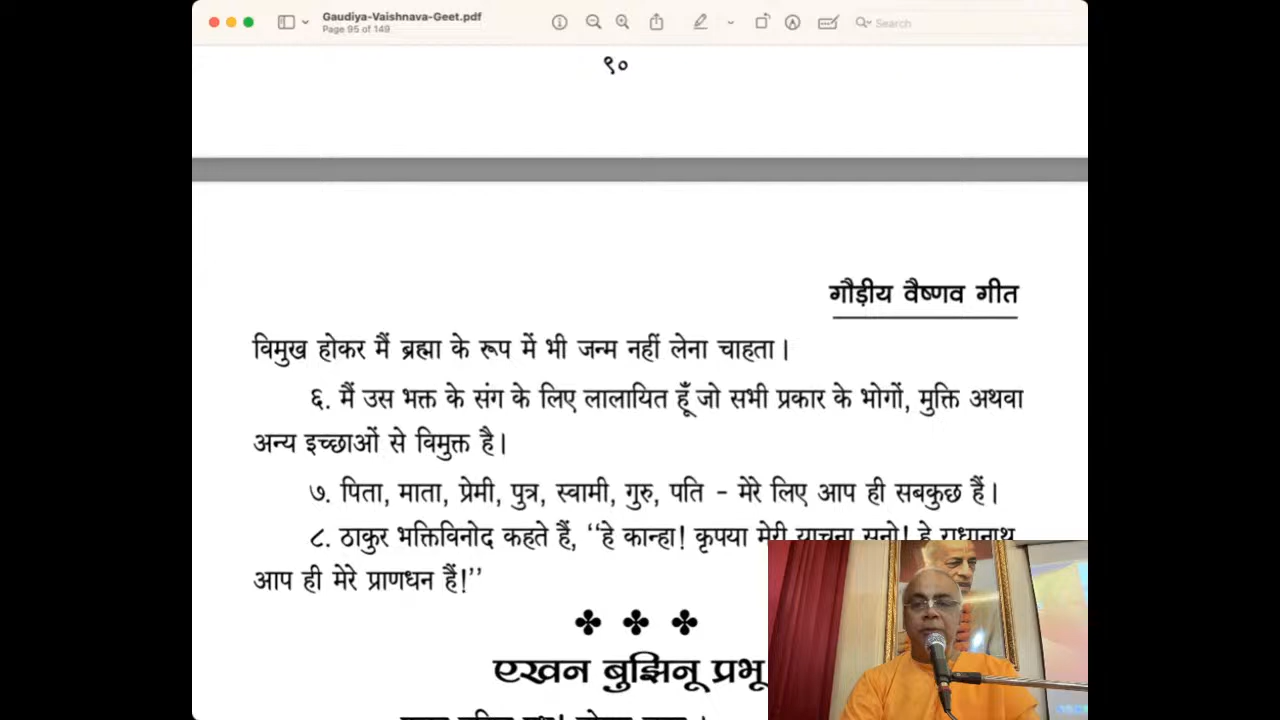 Gaudiya-Vaishnava-Geet.pdf
Page 95 of 149
Search
९०
गौड़ीय वैष्णव गीत
विमुख होकर मैं ब्रह्मा के रूप में भी जन्म नहीं लेना चाहता।
६. मैं उस भक्त के संग के लिए लालायित हूँ जो सभी प्रकार के भोगों, मुक्ति अथवा
अन्य इच्छाओं से विमुक्त है।
७. पिता, माता, प्रेमी, पुत्र, स्वामी, गुरु, पति - मेरे लिए आप ही सबकुछ हैं।
८. ठाकुर भक्तिविनोद कहते हैं, ‘‘हे कान्हा! कृपया मेरी याचना सुनो! हे राधानाथ
आप ही मेरे प्राणधन हैं!’’
एखन बुझिनू प्रभू